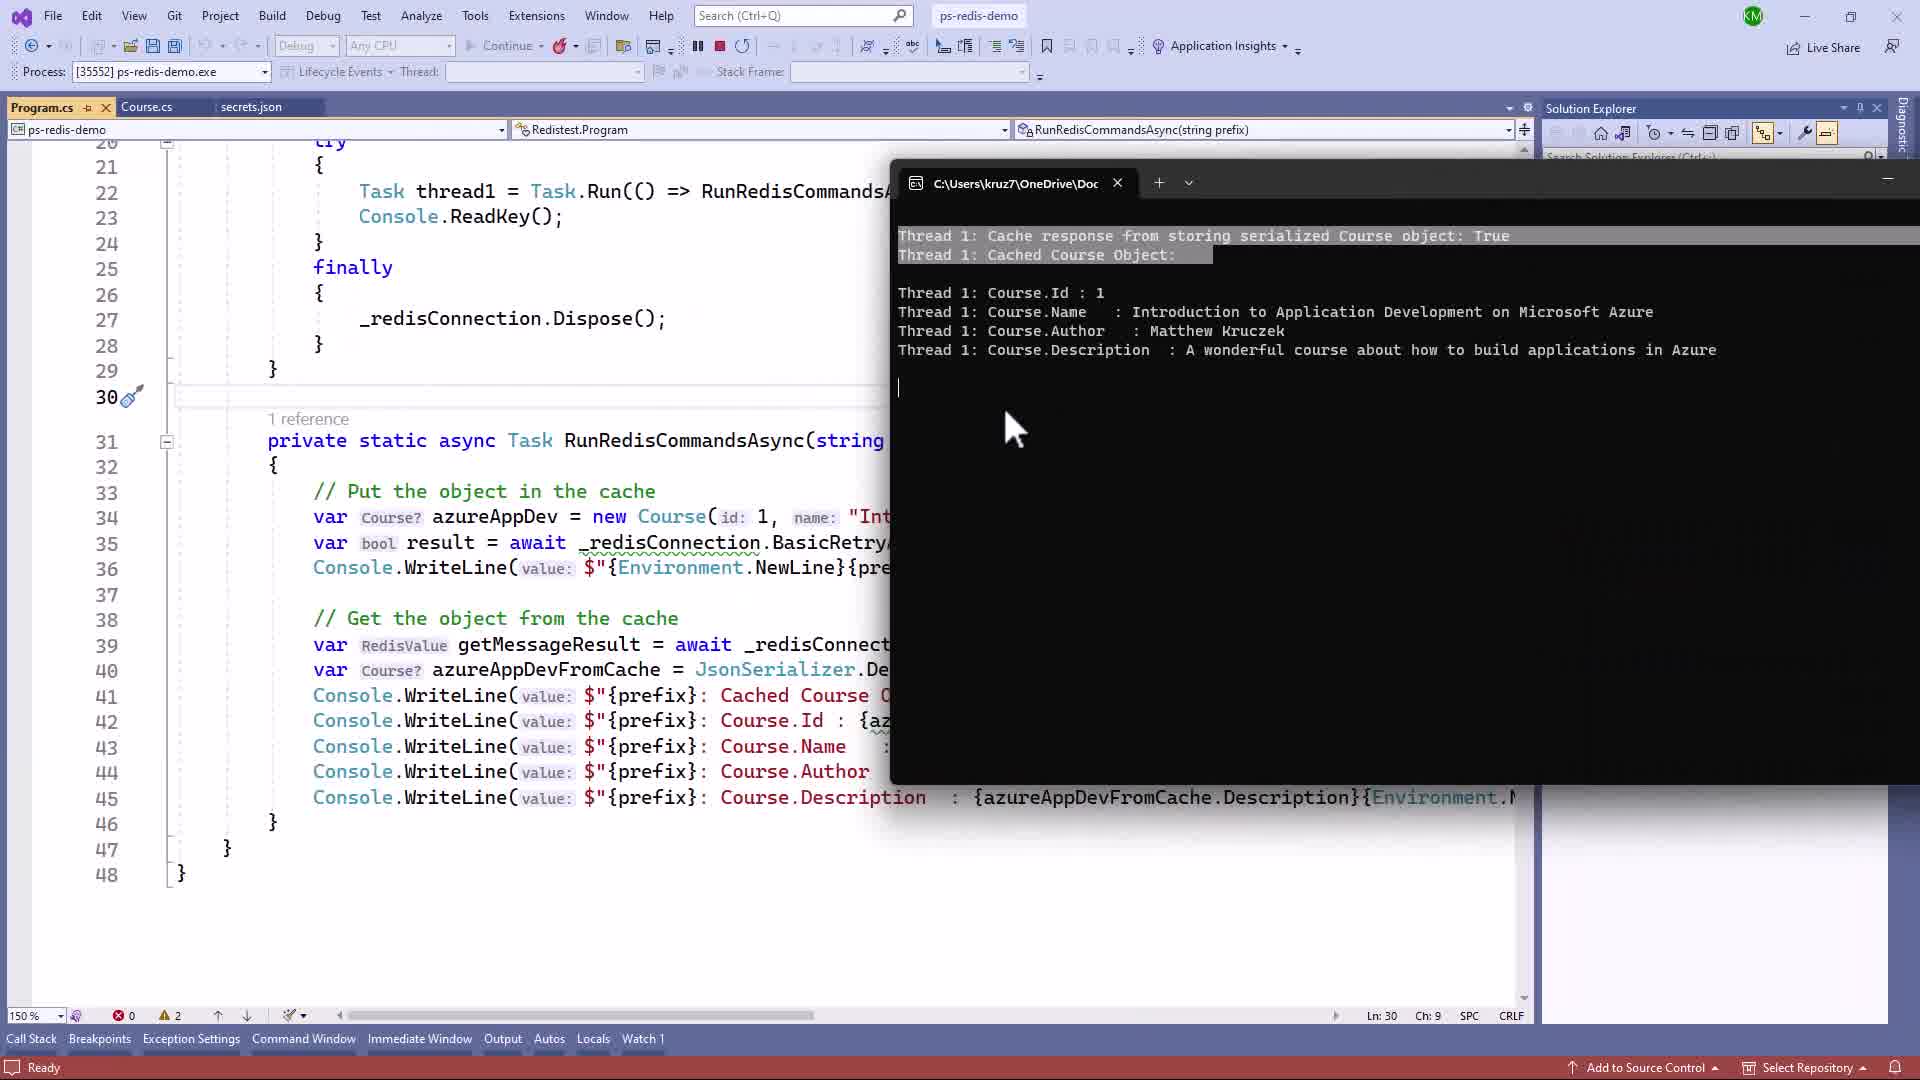 File Edit View Git Project Build Debug Test Analyze Tools Extensions Window Help Search (Ctrl+Q) ps-redis-demo KM
Debug Any CPU Continue Application Insights Live Share
Process: [35552] ps-redis-demo.exe Lifecycle Events Thread: Stack Frame:
Program.cs Course.cs secrets.json Solution Explorer
ps-redis-demo Redistest.Program RunRedisCommandsAsync(string prefix)
Search Solution Explorer (Ctrl+;)
Diagnostic
20 try
21 {
22 Task thread1 = Task.Run(() => RunRedisCommandsA
23 Console.ReadKey();
24 }
25 finally
26 {
27 _redisConnection.Dispose();
28 }
29 }
30
1 reference
31 private static async Task RunRedisCommandsAsync(string
32 {
33 // Put the object in the cache
34 var Course? azureAppDev = new Course(id: 1, name: "Int
35 var bool result = await _redisConnection.BasicRetryA
36 Console.WriteLine(value: $"{Environment.NewLine}{pre
37
38 // Get the object from the cache
39 var RedisValue getMessageResult = await _redisConnect
40 var Course? azureAppDevFromCache = JsonSerializer.De
41 Console.WriteLine(value: $"{prefix}: Cached Course O
42 Console.WriteLine(value: $"{prefix}: Course.Id : {az
43 Console.WriteLine(value: $"{prefix}: Course.Name :
44 Console.WriteLine(value: $"{prefix}: Course.Author
45 Console.WriteLine(value: $"{prefix}: Course.Description : {azureAppDevFromCache.Description}{Environment.N
46 }
47 }
48 }
C:\Users\kruz7\OneDrive\Doc
Thread 1: Cache response from storing serialized Course object: True
Thread 1: Cached Course Object:
Thread 1: Course.Id : 1
Thread 1: Course.Name : Introduction to Application Development on Microsoft Azure
Thread 1: Course.Author : Matthew Kruczek
Thread 1: Course.Description : A wonderful course about how to build applications in Azure
150 % 0 2 Ln: 30 Ch: 9 SPC CRLF
Call Stack Breakpoints Exception Settings Command Window Immediate Window Output Autos Locals Watch 1
Ready Add to Source Control Select Repository